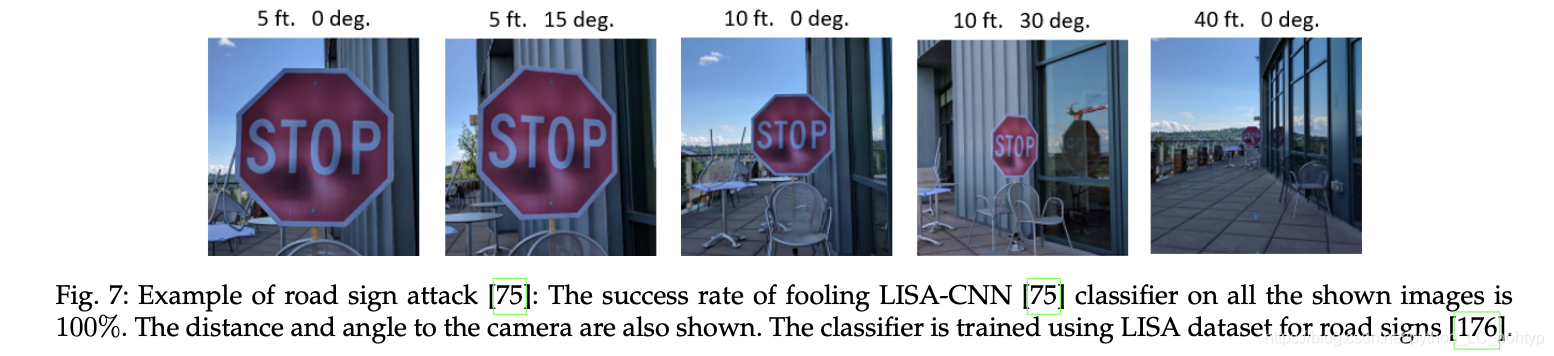 5 ft. 0 deg. 5 ft. 15 deg. 10 ft. 0 deg. 10 ft. 30 deg. 40 ft. 0 deg.
STOP STOP STOP STOP
Fig. 7: Example of road sign attack [75]: The success rate of fooling LISA-CNN [75] classifier on all the shown images is
100%. The distance and angle to the camera are also shown. The classifier is trained using LISA dataset for road signs [176].